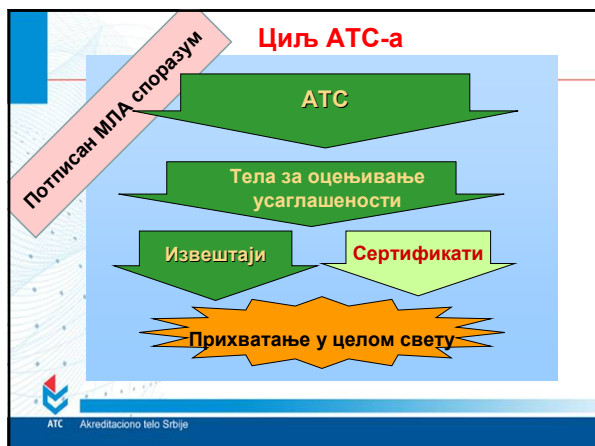 Циљ АТС-а
Потписан МЛА споразум
АТС
Тела за оцењивање
усаглашености
Извештаји
Сертификати
Прихватање у целом свету
АТС
Akreditaciono telo Srbije